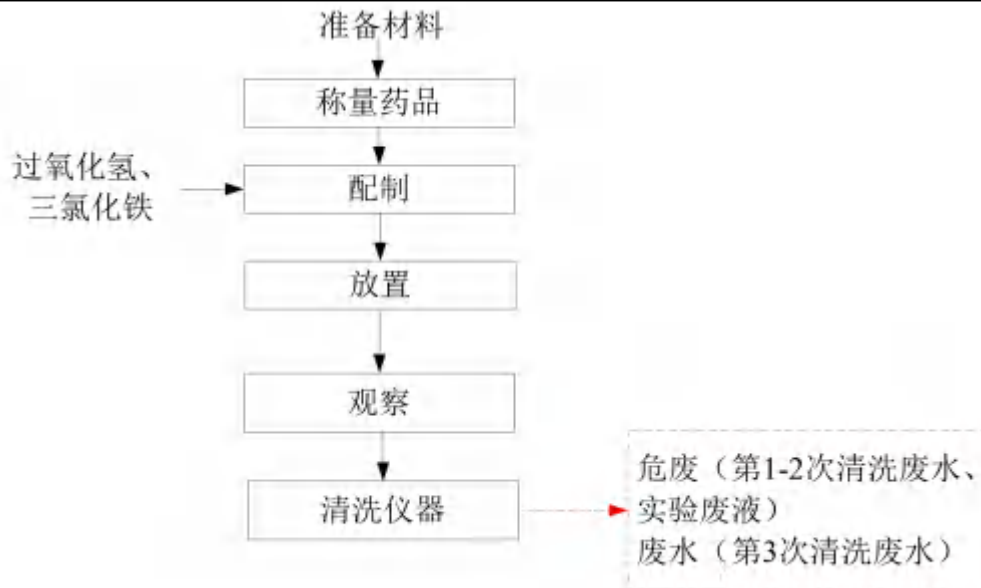 准备材料
称量药品
过氧化氢、
三氯化铁
配制
放置
观察
清洗仪器
危废（第1-2次清洗废水、
实验废液）
废水（第3次清洗废水）